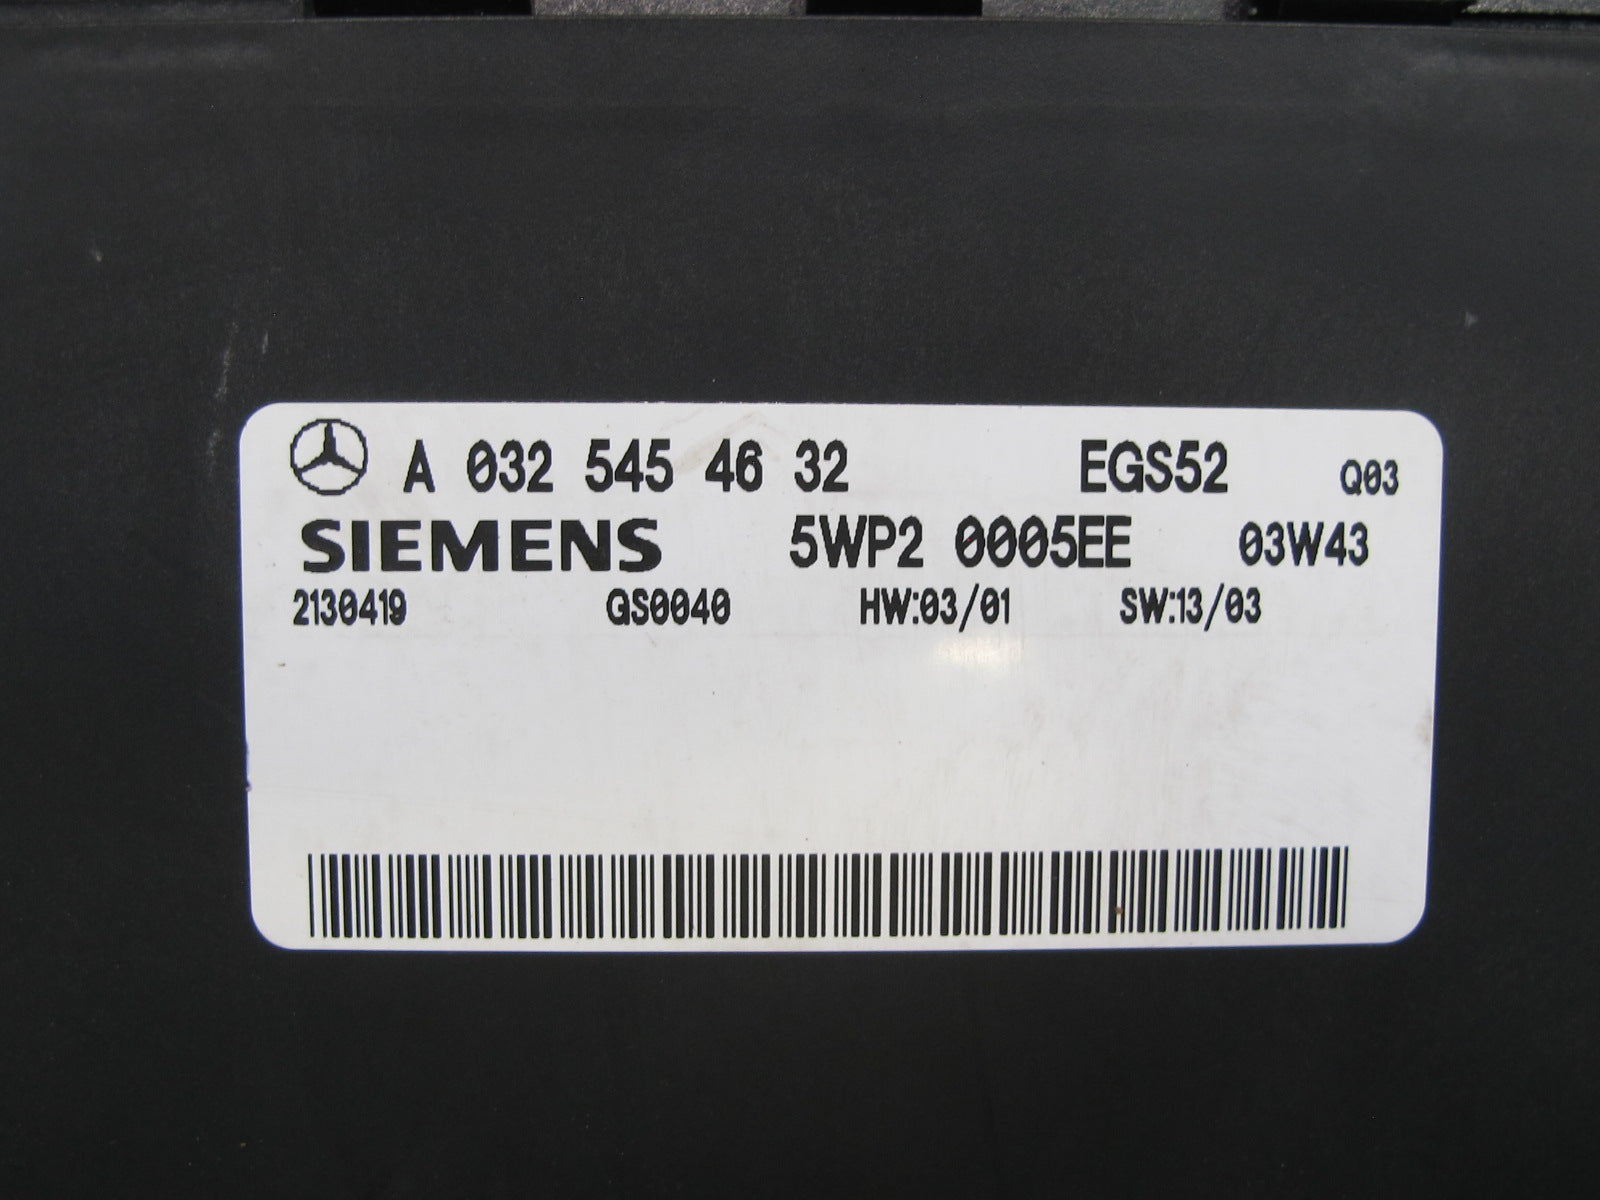 A 032 545 46 32 EGS52 Q03
SIEMENS 5WP2 0005EE 03W43
2130419 GS0040 HW:03/01 SW:13/03